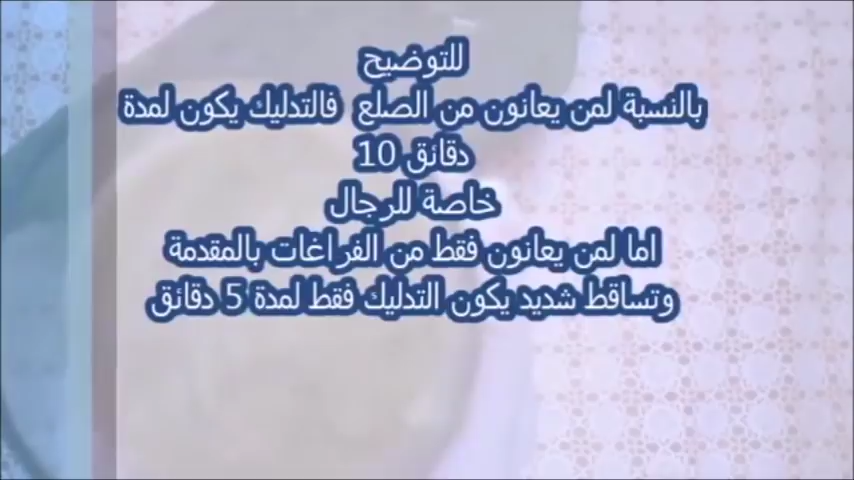 للتوضيح
بالنسبة لمن يعانون من الصلع فالتدليك يكون لمدة
دقائق 10
خاصة للرجال
اما لمن يعانون فقط من الفراغات بالمقدمة
وتساقط شديد يكون التدليك فقط لمدة 5 دقائق